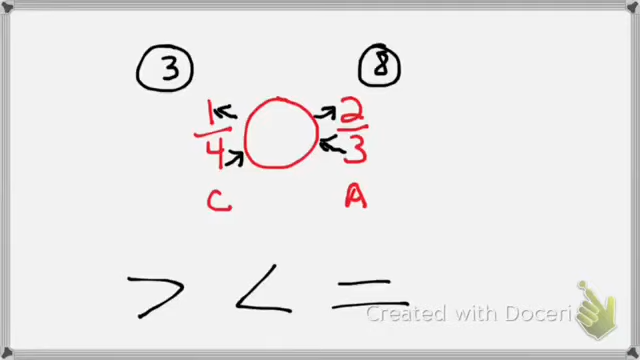 3 8
1/4 2/3
C A
> < =
Created with Doceri